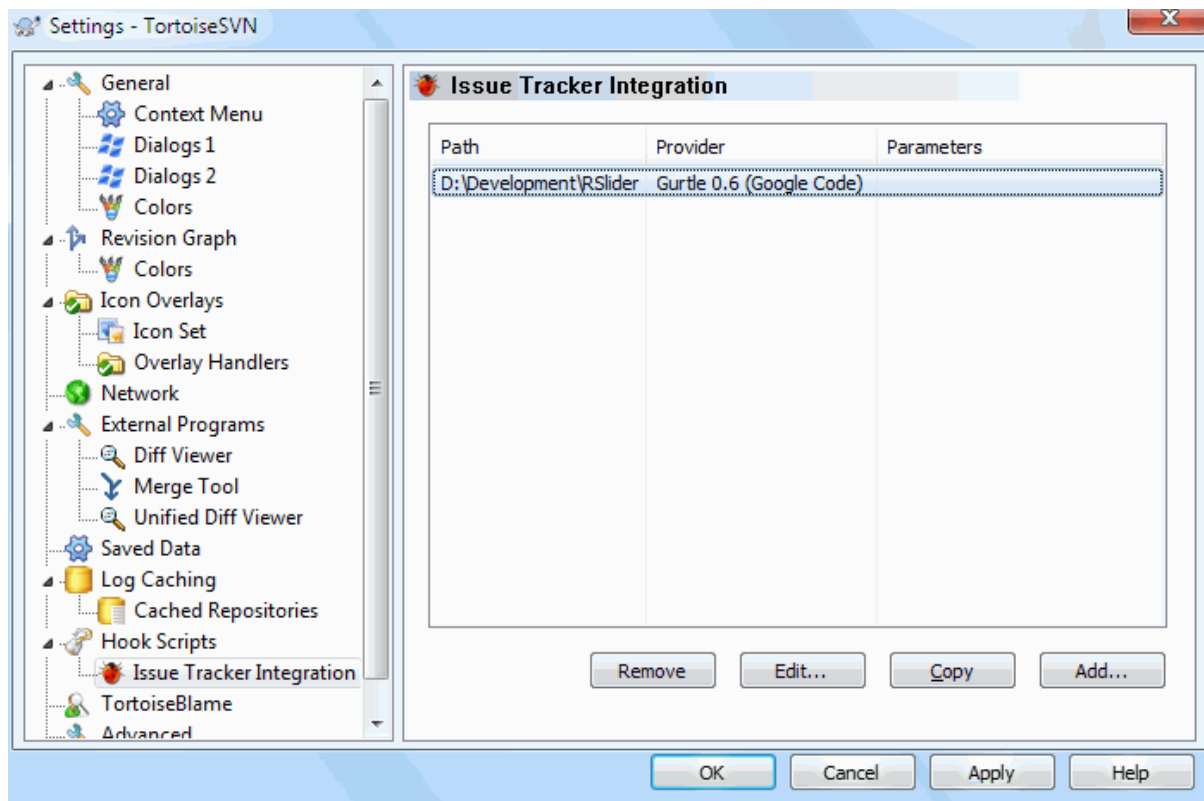 Settings - TortoiseSVN
General
Context Menu
Dialogs 1
Dialogs 2
Colors
Revision Graph
Colors
Icon Overlays
Icon Set
Overlay Handlers
Network
External Programs
Diff Viewer
Merge Tool
Unified Diff Viewer
Saved Data
Log Caching
Cached Repositories
Hook Scripts
Issue Tracker Integration
TortoiseBlame
Advanced
Issue Tracker Integration
Path Provider Parameters
D:\Development\RSlider Gurtle 0.6 (Google Code)
Remove Edit... Copy Add...
OK Cancel Apply Help